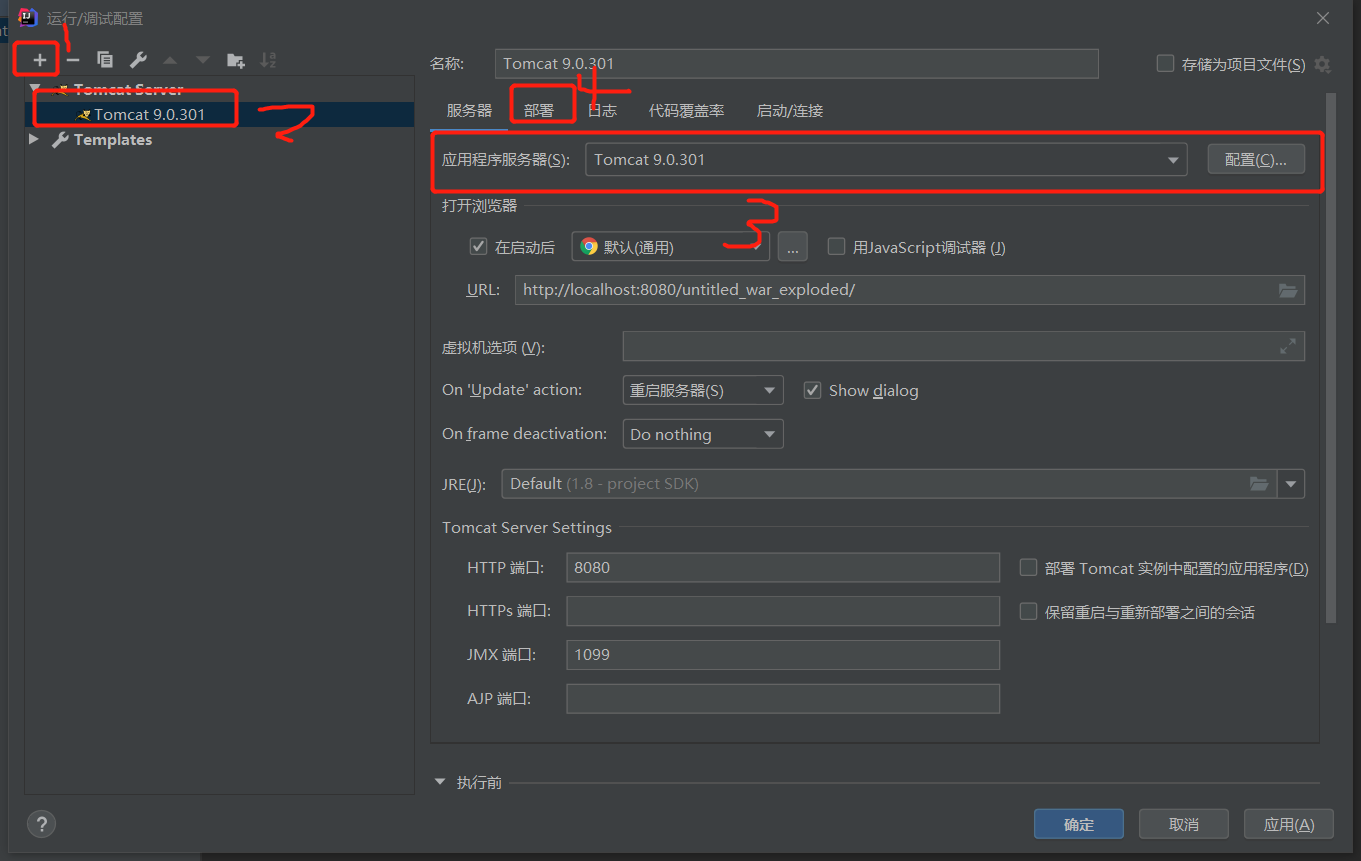 运行/调试配置
1
名称:
Tomcat 9.0.301
存储为项目文件(S)
Tomcat Server
Tomcat 9.0.301
2
Templates
服务器
部署
4
日志
代码覆盖率
启动/连接
应用程序服务器(S):
Tomcat 9.0.301
配置(C)...
打开浏览器
3
在启动后
默认(通用)
...
用JavaScript调试器 (J)
URL:
http://localhost:8080/untitled_war_exploded/
虚拟机选项 (V):
On 'Update' action:
重启服务器(S)
Show dialog
On frame deactivation:
Do nothing
JRE(J):
Default (1.8 - project SDK)
Tomcat Server Settings
HTTP 端口:
8080
部署 Tomcat 实例中配置的应用程序(D)
HTTPs 端口:
保留重启与重新部署之间的会话
JMX 端口:
1099
AJP 端口:
执行前
?
确定
取消
应用(A)